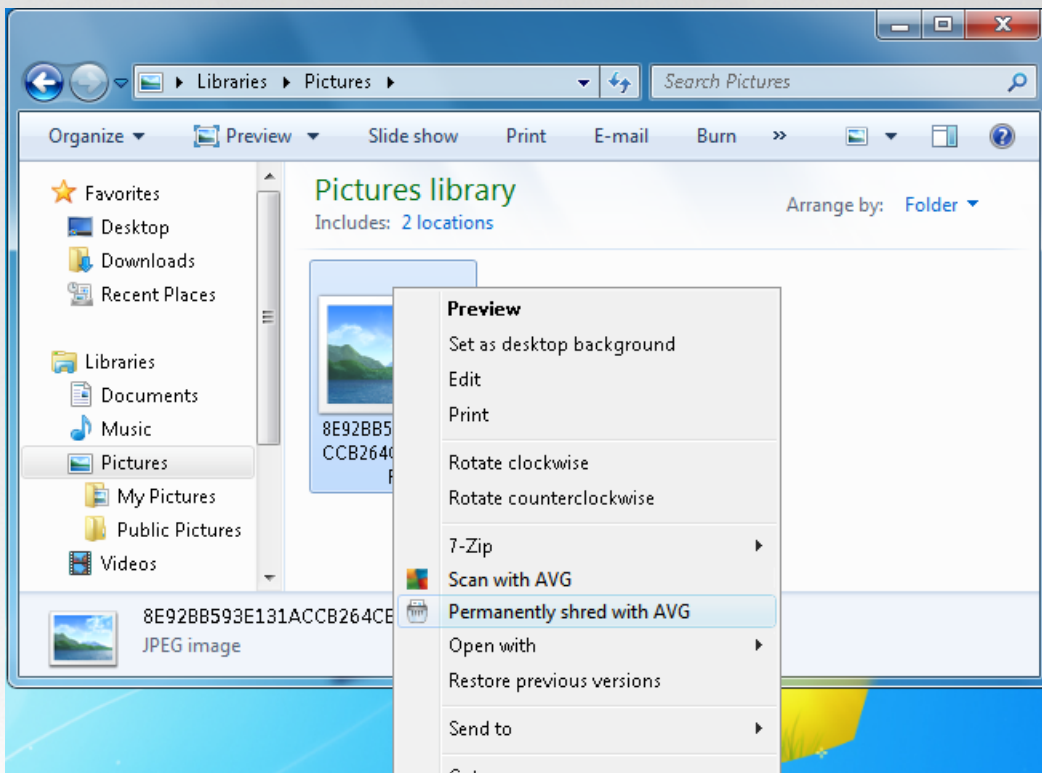 Libraries Pictures
Search Pictures
Organize Preview Slide show Print E-mail Burn »
Favorites
Desktop
Downloads
Recent Places
Libraries
Documents
Music
Pictures
My Pictures
Public Pictures
Videos
Pictures library
Includes: 2 locations
Arrange by: Folder
8E92BB5
CCB264
Preview
Set as desktop background
Edit
Print
Rotate clockwise
Rotate counterclockwise
7-Zip
Scan with AVG
Permanently shred with AVG
Open with
Restore previous versions
Send to
8E92BB593E131ACCB264CE
JPEG image